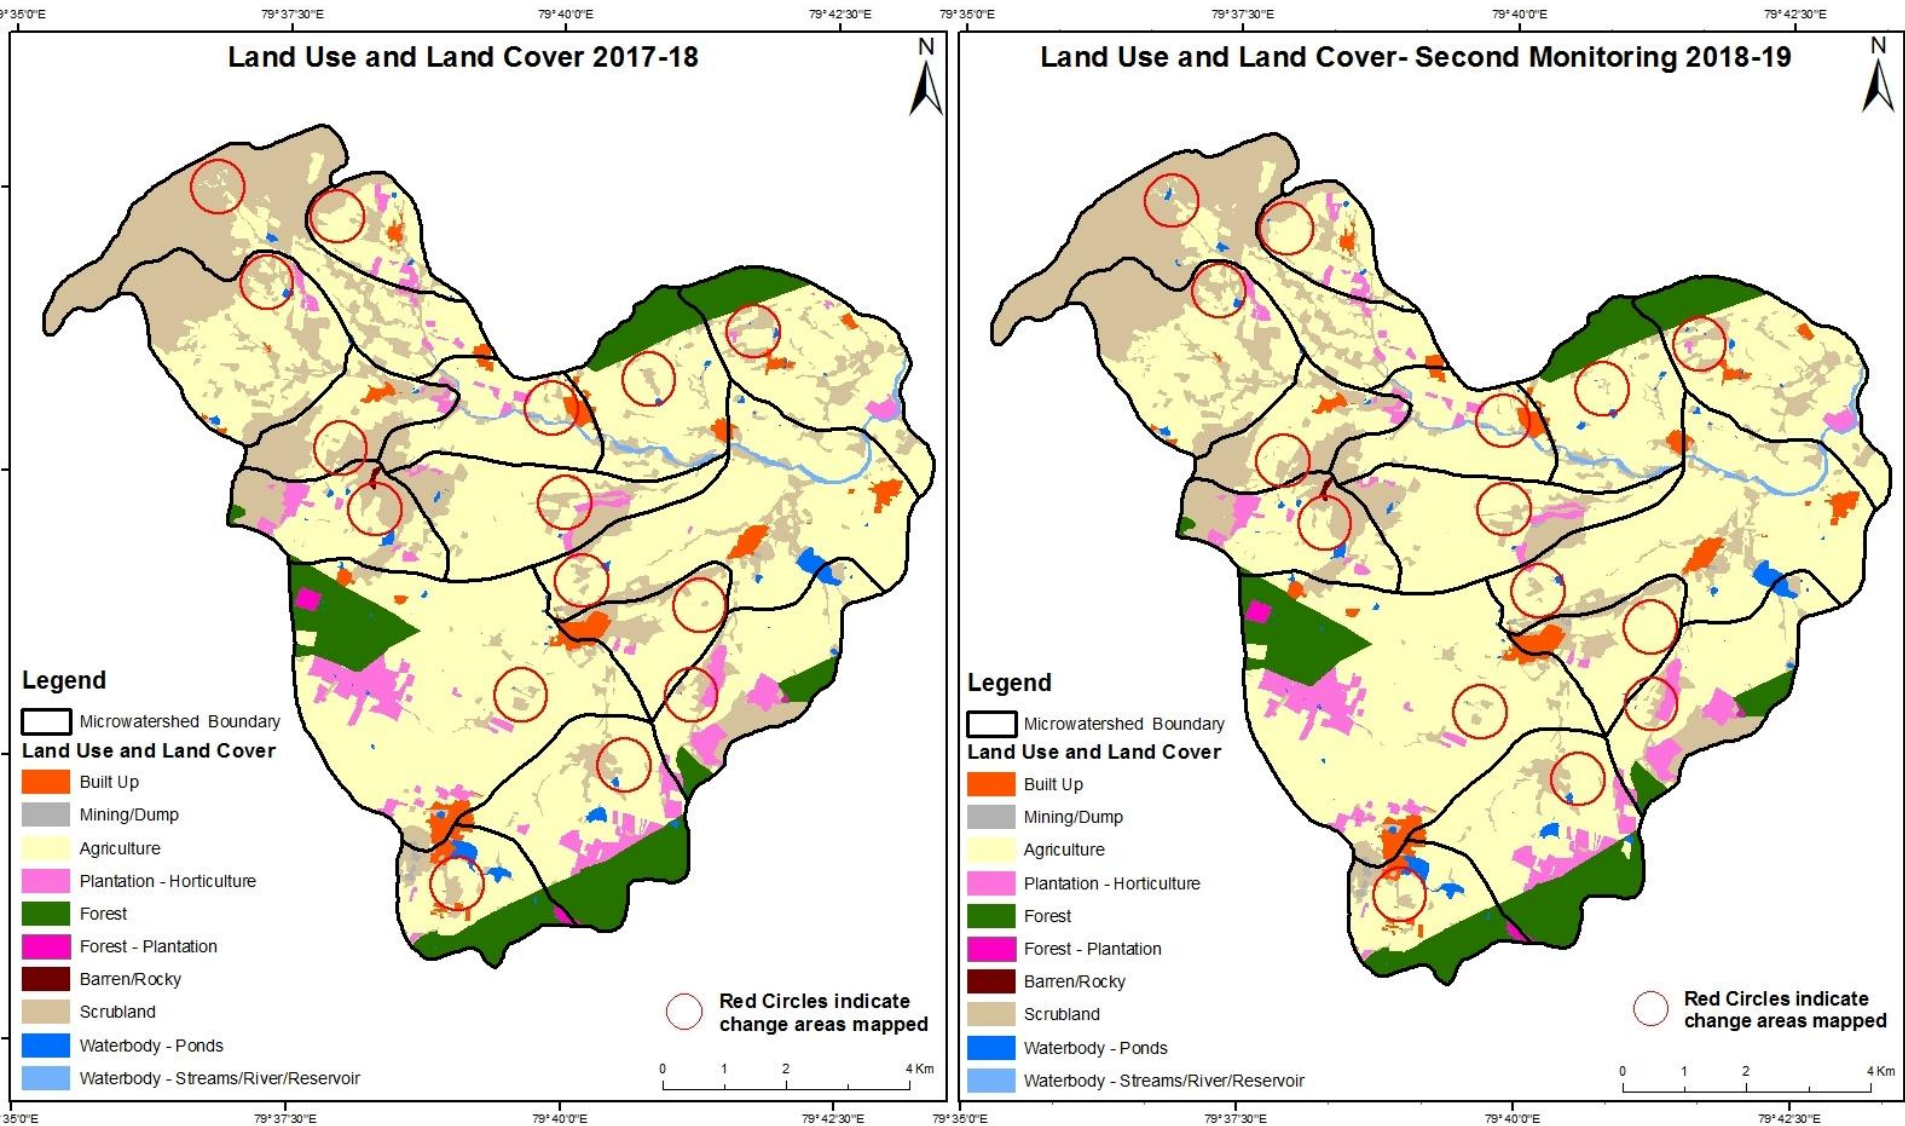 79°37'30"E
79°40'0"E
79°42'30"E
Land Use and Land Cover 2017-18
N
Legend
Microwatershed Boundary
Land Use and Land Cover
Built Up
Mining/Dump
Agriculture
Plantation - Horticulture
Forest
Forest - Plantation
Barren/Rocky
Scrubland
Waterbody - Ponds
Waterbody - Streams/River/Reservoir
Red Circles indicate
change areas mapped
0 1 2 4 Km
79°37'30"E
79°40'0"E
79°42'30"E
79°35'0"E
79°37'30"E
79°40'0"E
79°42'30"E
Land Use and Land Cover- Second Monitoring 2018-19
N
Legend
Microwatershed Boundary
Land Use and Land Cover
Built Up
Mining/Dump
Agriculture
Plantation - Horticulture
Forest
Forest - Plantation
Barren/Rocky
Scrubland
Waterbody - Ponds
Waterbody - Streams/River/Reservoir
Red Circles indicate
change areas mapped
0 1 2 4 Km
79°35'0"E
79°37'30"E
79°40'0"E
79°42'30"E